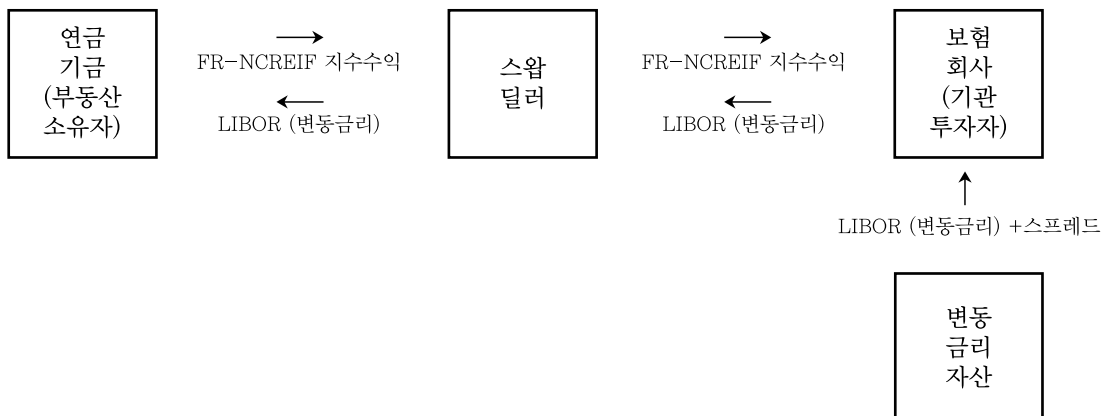 연금
기금
(부동산
소유자)
FR-NCREIF 지수수익
LIBOR (변동금리)
스왑
딜러
FR-NCREIF 지수수익
LIBOR (변동금리)
보험
회사
(기관
투자자)
LIBOR (변동금리) +스프레드
변동
금리
자산